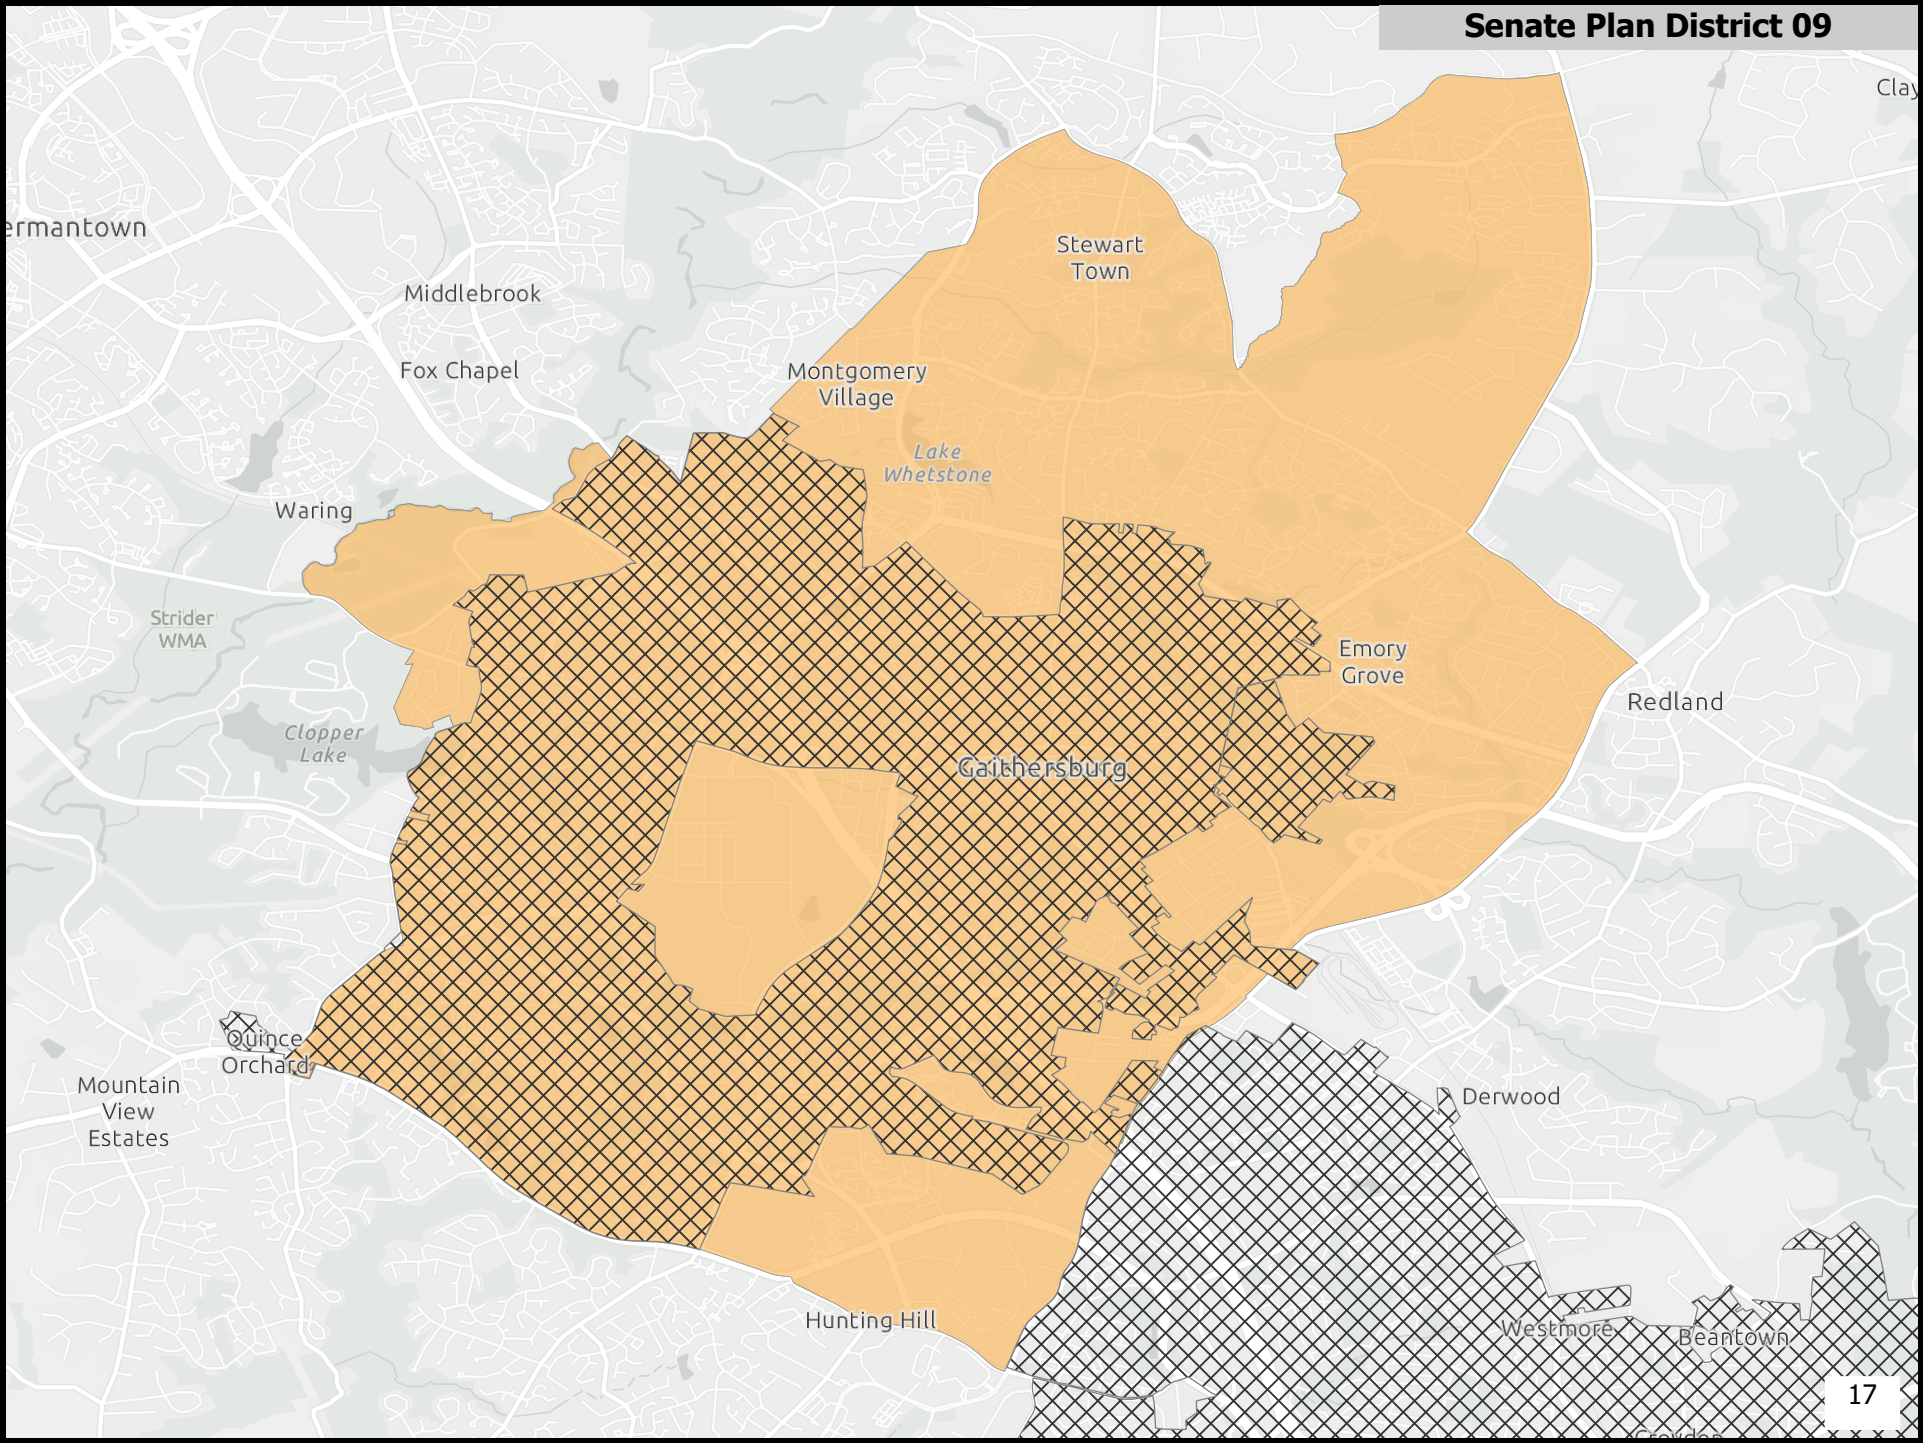 Senate Plan District 09
Clay
ermantown
Stewart
Town
Middlebrook
Fox Chapel
Montgomery
Village
Lake
Whetstone
Waring
Strider
WMA
Emory
Grove
Redland
Clopper
Lake
Gaithersburg
Quince
Orchard
Mountain
View
Estates
Derwood
Hunting Hill
Westmore
Beantown
17
Croydon